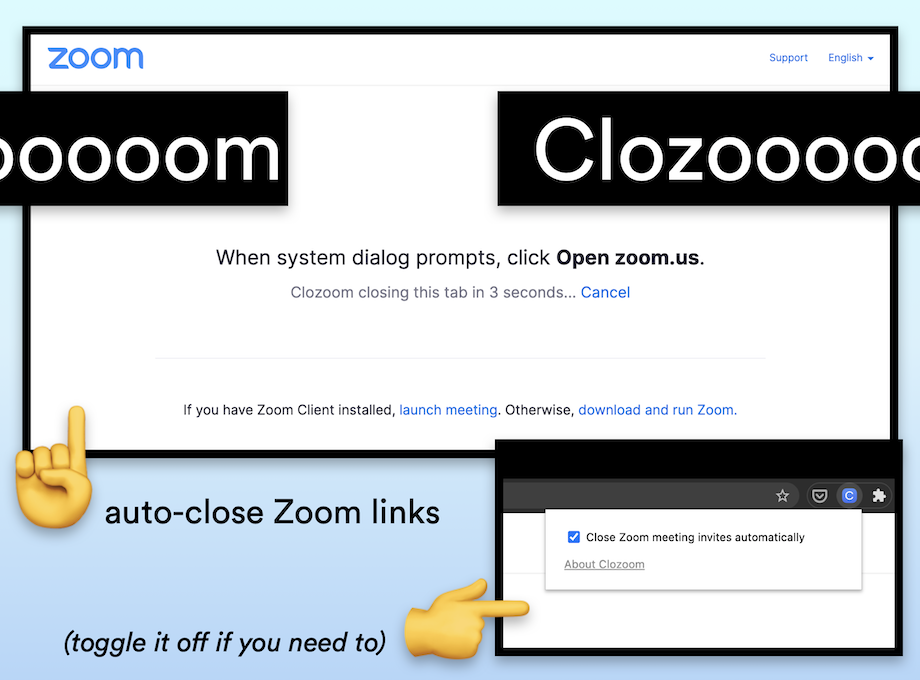 zoom
Support English
ooooom
Clozooooo
When system dialog prompts, click Open zoom.us.
Clozoom closing this tab in 3 seconds... Cancel
If you have Zoom Client installed, launch meeting. Otherwise, download and run Zoom.
auto-close Zoom links
C
Close Zoom meeting invites automatically
About Clozoom
(toggle it off if you need to)